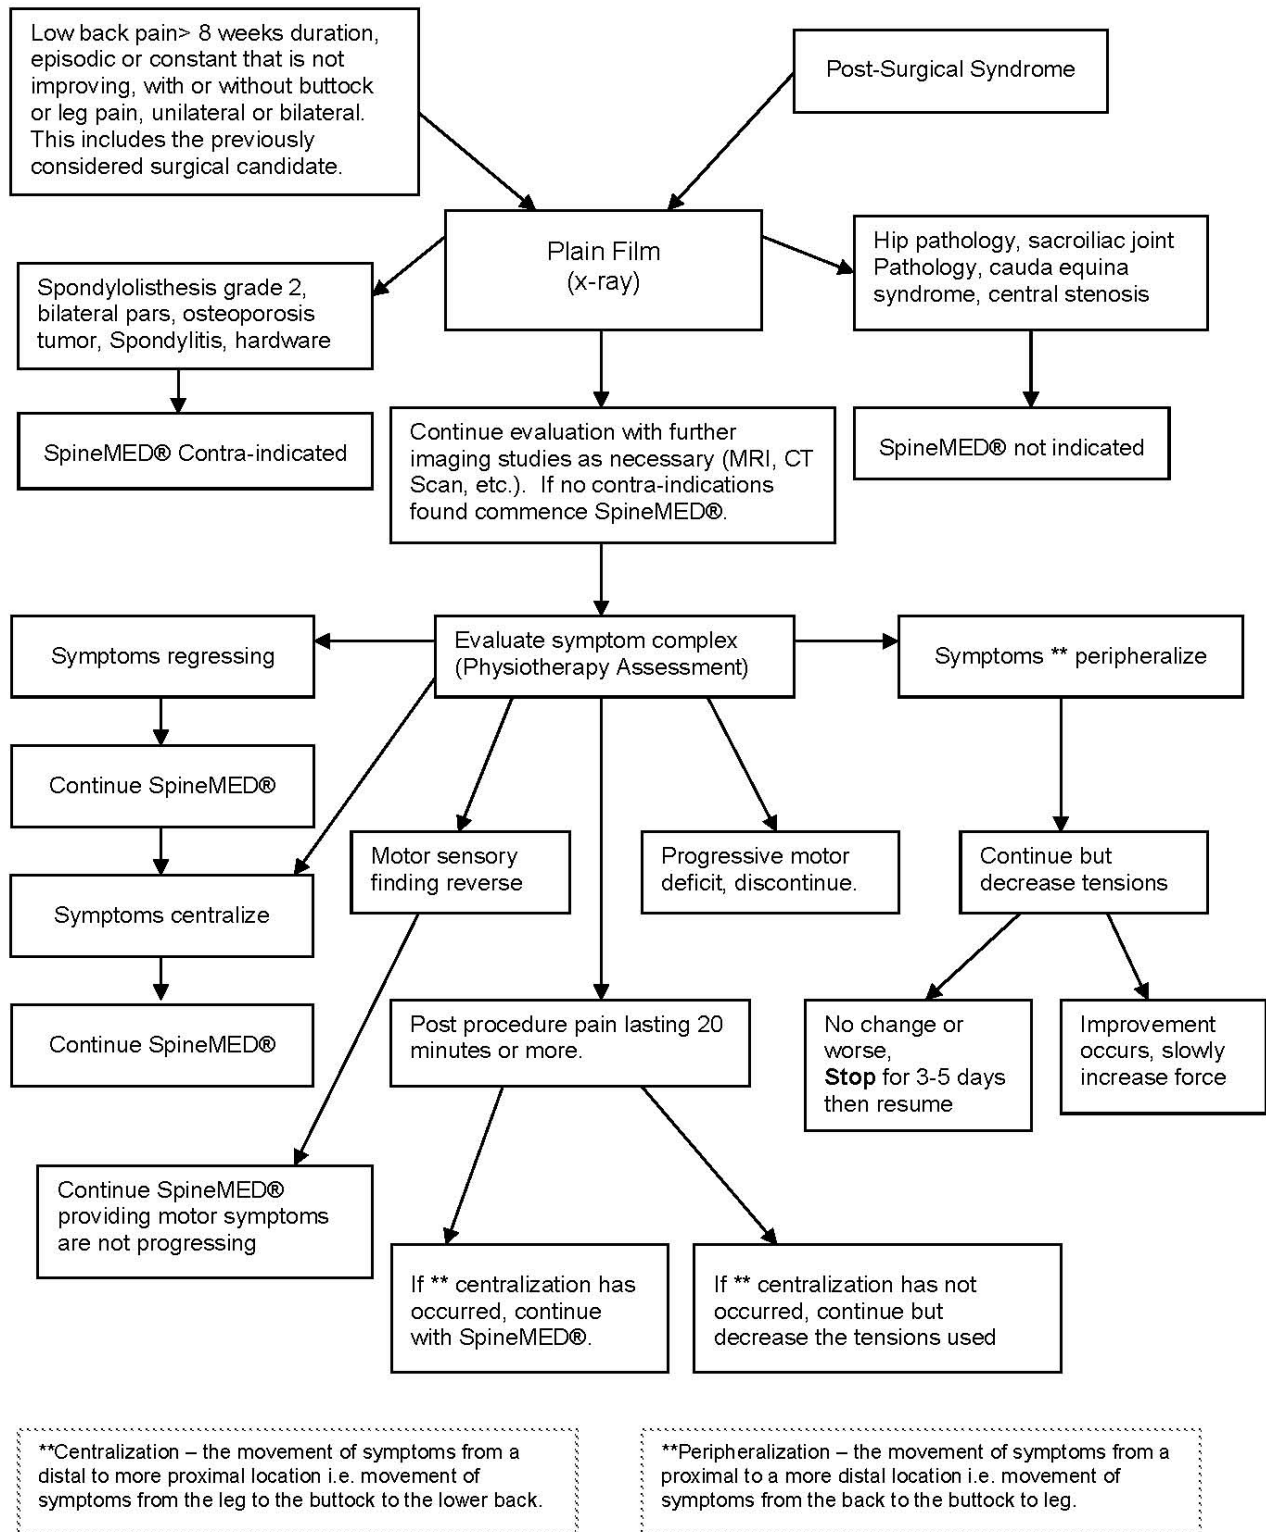 Low back pain> 8 weeks duration,
episodic or constant that is not
improving, with or without buttock
or leg pain, unilateral or bilateral.
This includes the previously
considered surgical candidate.
Post-Surgical Syndrome
Plain Film
(x-ray)
Spondylolisthesis grade 2,
bilateral pars, osteoporosis
tumor, Spondylitis, hardware
Hip pathology, sacroiliac joint
Pathology, cauda equina
syndrome, central stenosis
SpineMED® Contra-indicated
Continue evaluation with further
imaging studies as necessary (MRI, CT
Scan, etc.).  If no contra-indications
found commence SpineMED®.
SpineMED® not indicated
Symptoms regressing
Evaluate symptom complex
(Physiotherapy Assessment)
Symptoms ** peripheralize
Continue SpineMED®
Motor sensory
finding reverse
Progressive motor
deficit, discontinue.
Continue but
decrease tensions
Symptoms centralize
Continue SpineMED®
Post procedure pain lasting 20
minutes or more.
No change or
worse,
Stop for 3-5 days
then resume
Improvement
occurs, slowly
increase force
Continue SpineMED®
providing motor symptoms
are not progressing
If ** centralization has
occurred, continue
with SpineMED®.
If ** centralization has not
occurred, continue but
decrease the tensions used
**Centralization – the movement of symptoms from a
distal to more proximal location i.e. movement of
symptoms from the leg to the buttock to the lower back.
**Peripheralization – the movement of symptoms from a
proximal to a more distal location i.e. movement of
symptoms from the back to the buttock to leg.